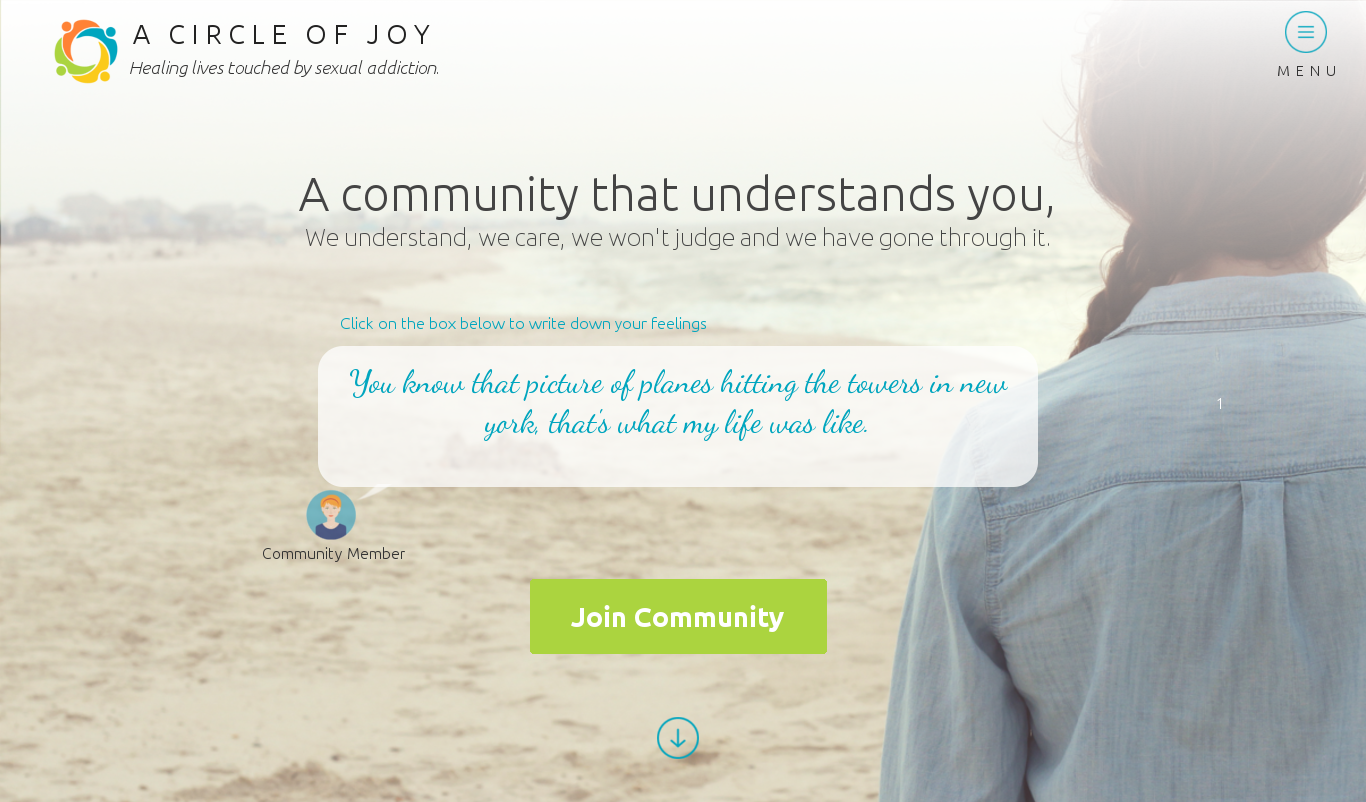 A CIRCLE OF JOY
Healing lives touched by sexual addiction.
MENU
A community that understands you,
We understand, we care, we won't judge and we have gone through it.
Click on the box below to write down your feelings
You know that picture of planes hitting the towers in new
york, that's what my life was like.
1
Community Member
Join Community